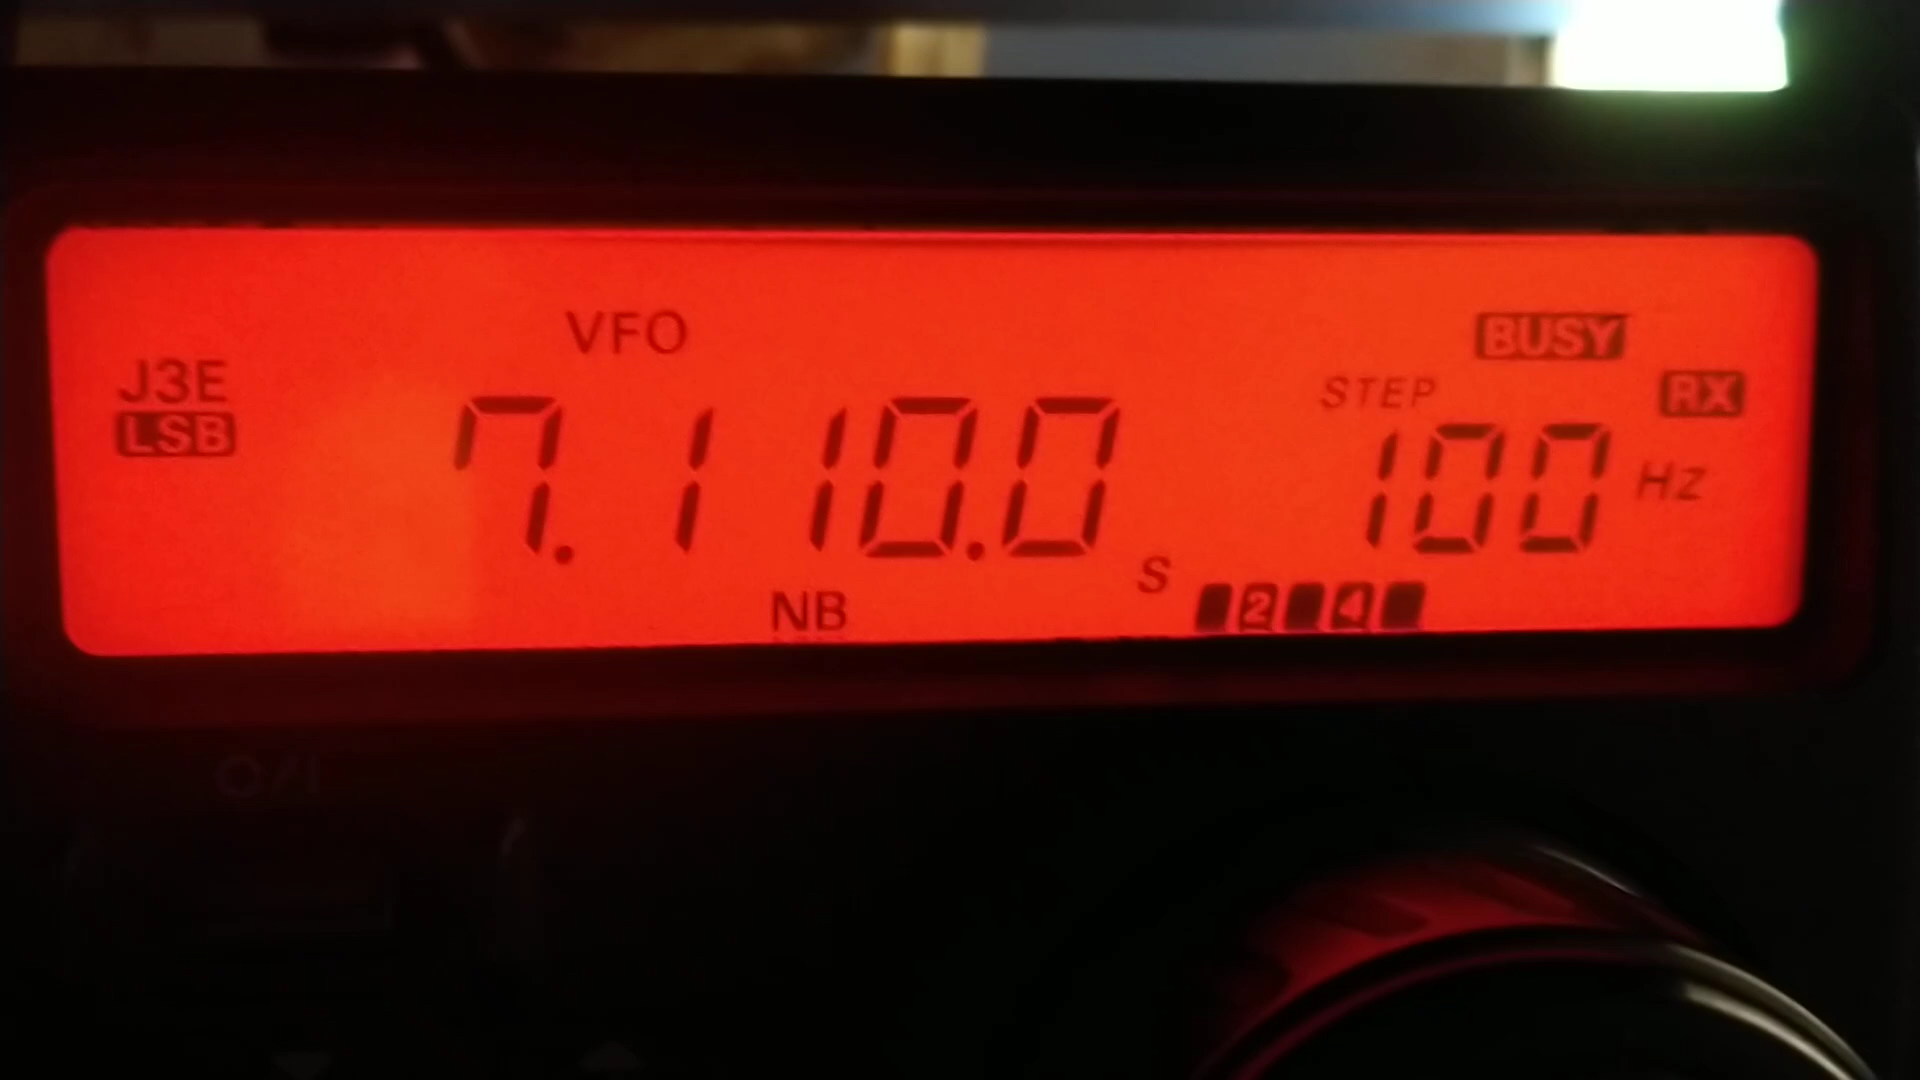 VFO
BUSY
J3E
STEP
RX
LSB
7.110.0
100 Hz
NB
S
2 4
O/I